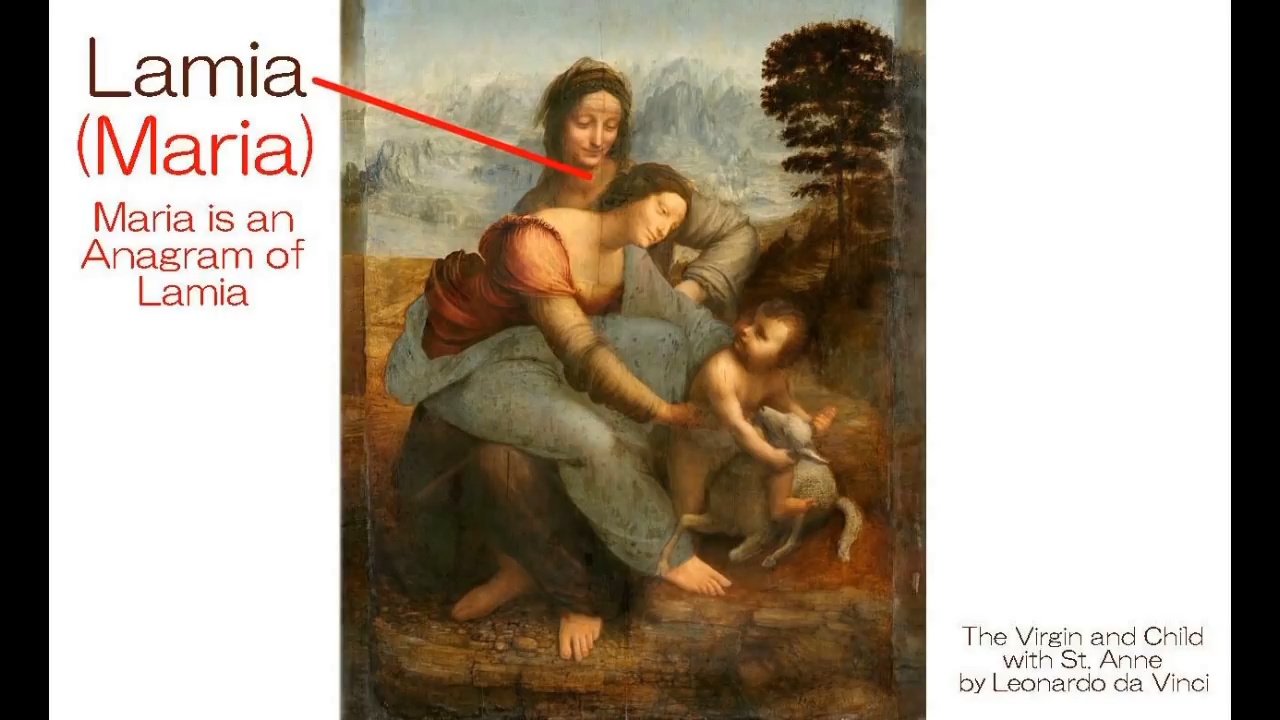 Lamia
(Maria)
Maria is an
Anagram of
Lamia
The Virgin and Child
with St. Anne
by Leonardo da Vinci